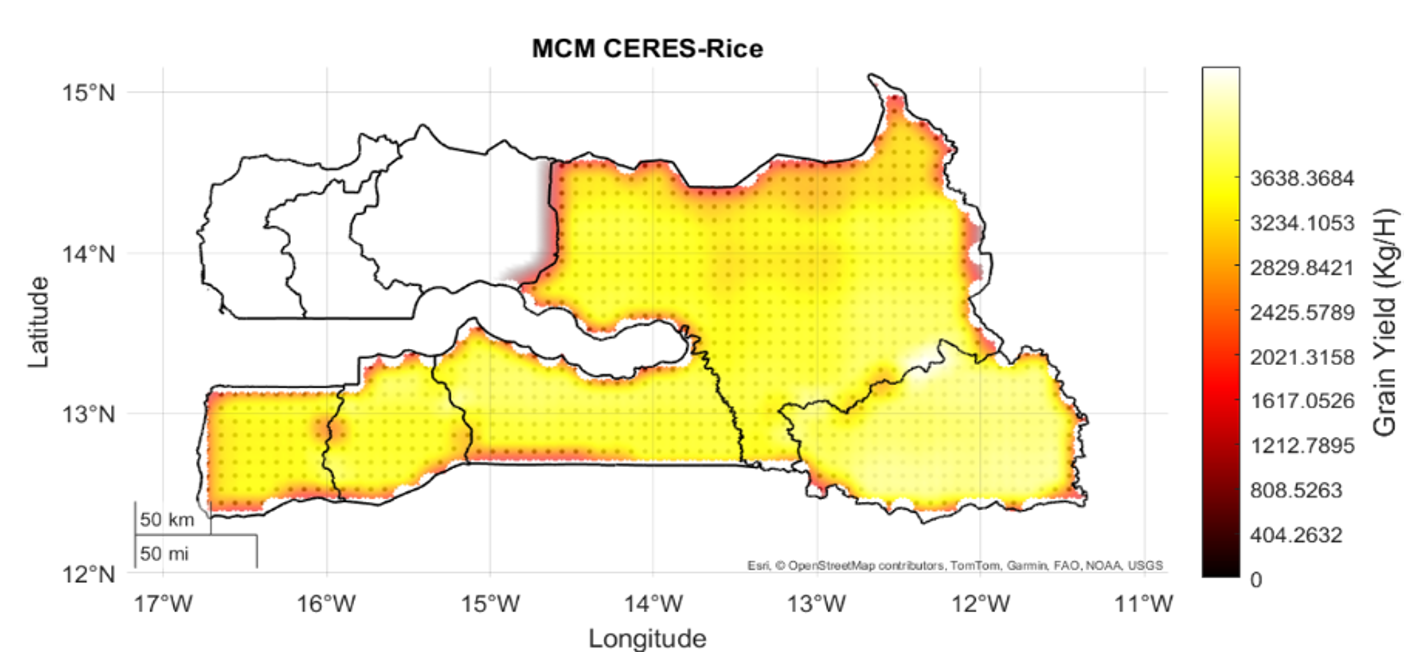 MCM CERES-Rice
15°N
14°N
13°N
12°N
Latitude
50 km
50 mi
Esri, © OpenStreetMap contributors, TomTom, Garmin, FAO, NOAA, USGS
17°W 16°W 15°W 14°W 13°W 12°W 11°W
Longitude
3638.3684
3234.1053
2829.8421
2425.5789
2021.3158
1617.0526
1212.7895
808.5263
404.2632
0
Grain Yield (Kg/H)